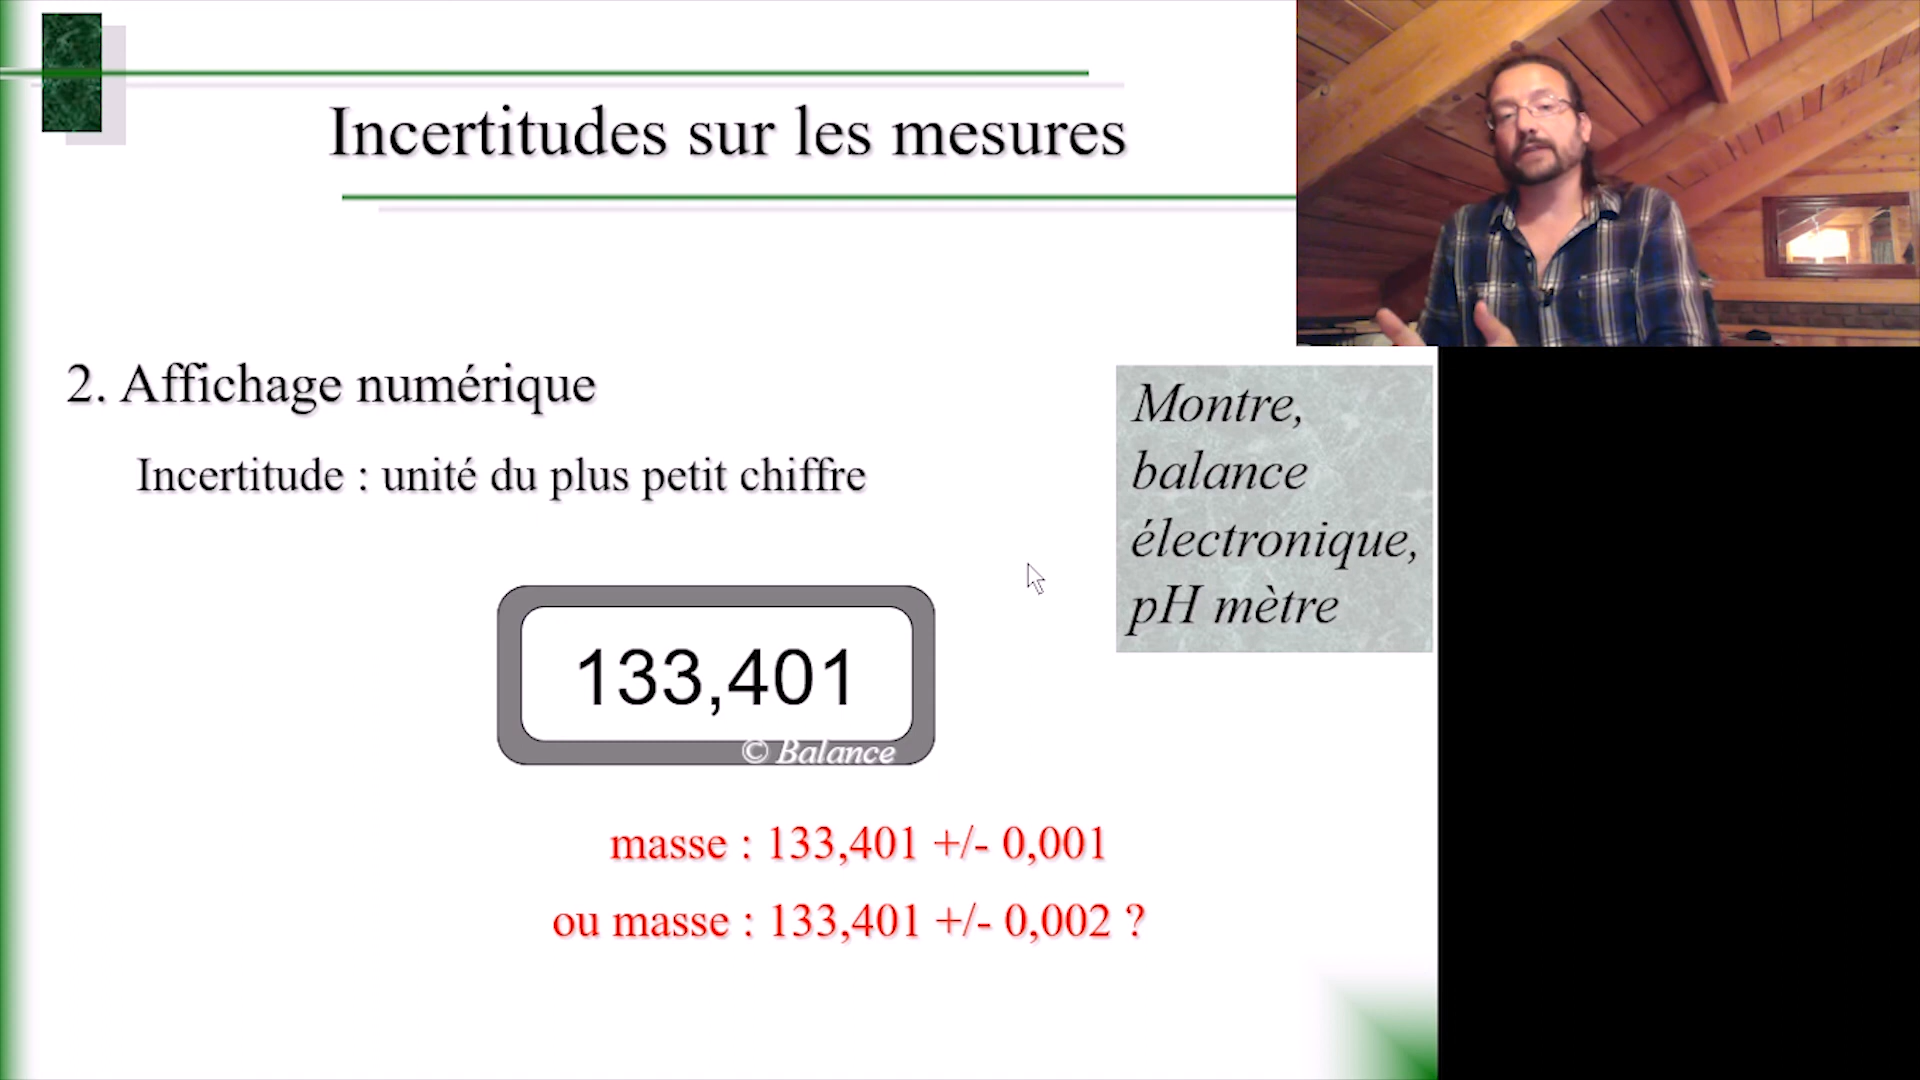 Incertitudes sur les mesures
2. Affichage numérique
Incertitude : unité du plus petit chiffre
Montre,
balance
électronique,
pH mètre
133,401
© Balance
masse : 133,401 +/- 0,001
ou masse : 133,401 +/- 0,002 ?